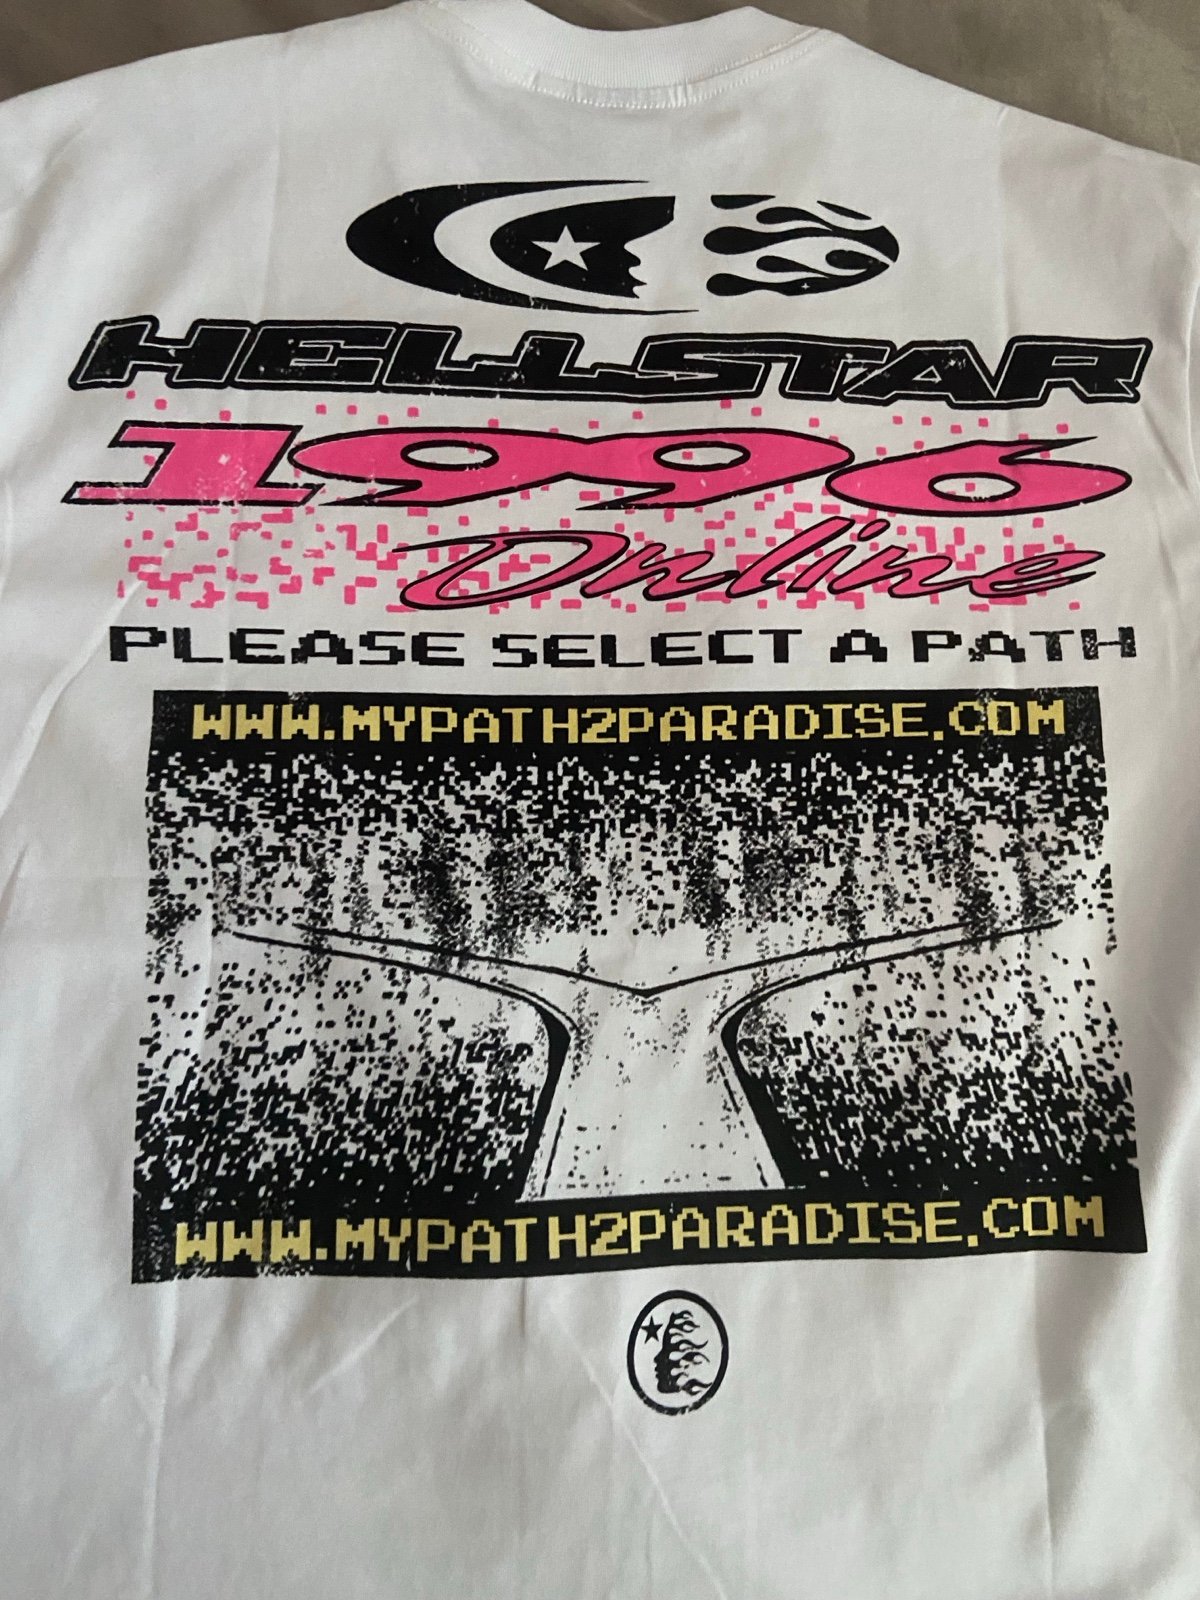 HELLSTAR
1996
Online
PLEASE SELECT A PATH
WWW.MYPATH2PARADISE.COM
WWW.MYPATH2PARADISE.COM